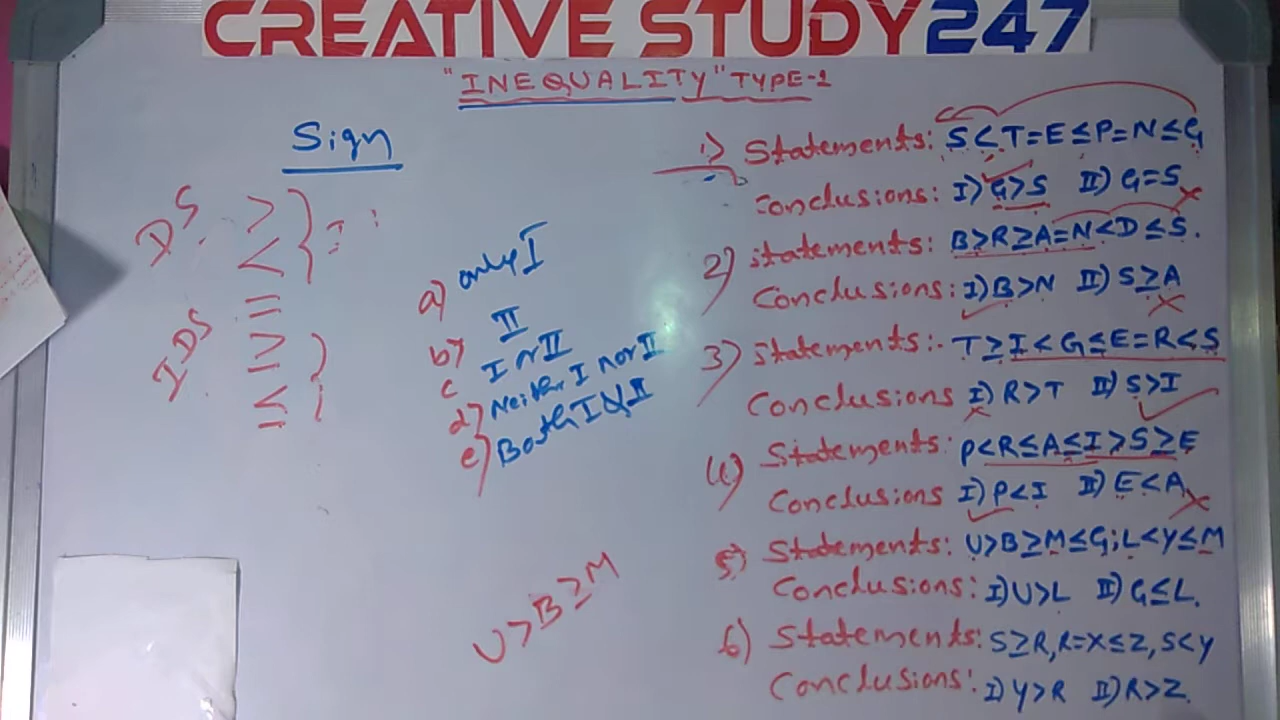 CREATIVE STUDY247
"INEQUALITY" TYPE-1
Sign
DS
>
<
=
IDS
≥
≤
a) only I
b) II
c I or II
d) Neither I nor II
e) Both I & II
U>B≥M
1) Statements: S<T=E≤P=N≤G
Conclusions: I) G>S II) G=S
2) Statements: B>R≥A=N<D≤S.
Conclusions: I) B>N II) S≥A
3) Statements:- T≥I<G≤E=R<S
Conclusions I) R>T II) S>I
4) Statements: P<R≤A≤I>S≥E
Conclusions I) P<I II) E<A
5) Statements: U>B≥M≤G; L<Y≤M
Conclusions: I) U>L II) G≤L.
6) Statements: S≥R, R=X≤Z, S<Y
Conclusions: I) Y>R II) R>Z.